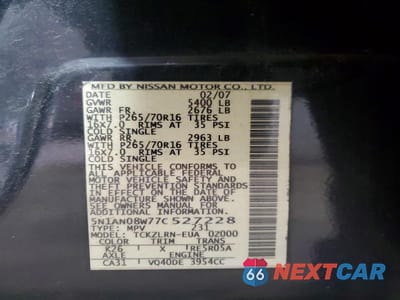 MFD BY NISSAN MOTOR CO., LTD.
DATE 02/07
GVWR 5400 LB
GAWR FR. 2676 LB
WITH P265/70R16 TIRES
16x7.0 RIMS AT 35 PSI
COLD SINGLE
GAWR RR. 2963 LB
WITH P265/70R16 TIRES
16x7.0 RIMS AT 35 PSI
COLD SINGLE
THIS VEHICLE CONFORMS TO
ALL APPLICABLE FEDERAL
MOTOR VEHICLE SAFETY
AND THEFT PREVENTION STANDARDS
IN EFFECT ON THE DATE OF
MANUFACTURE SHOWN ABOVE.
SEE OWNERS MANUAL FOR
ADDITIONAL INFORMATION
5N1AN08W77C527228
TYPE: MPV 231
MODEL: TCKZLRN-EUA 0Z000
COLOR TRIM TRANS
K26 X RE5R05A
AXLE ENGINE
CA31 VQ40DE 3954CC
66 NEXTCAR